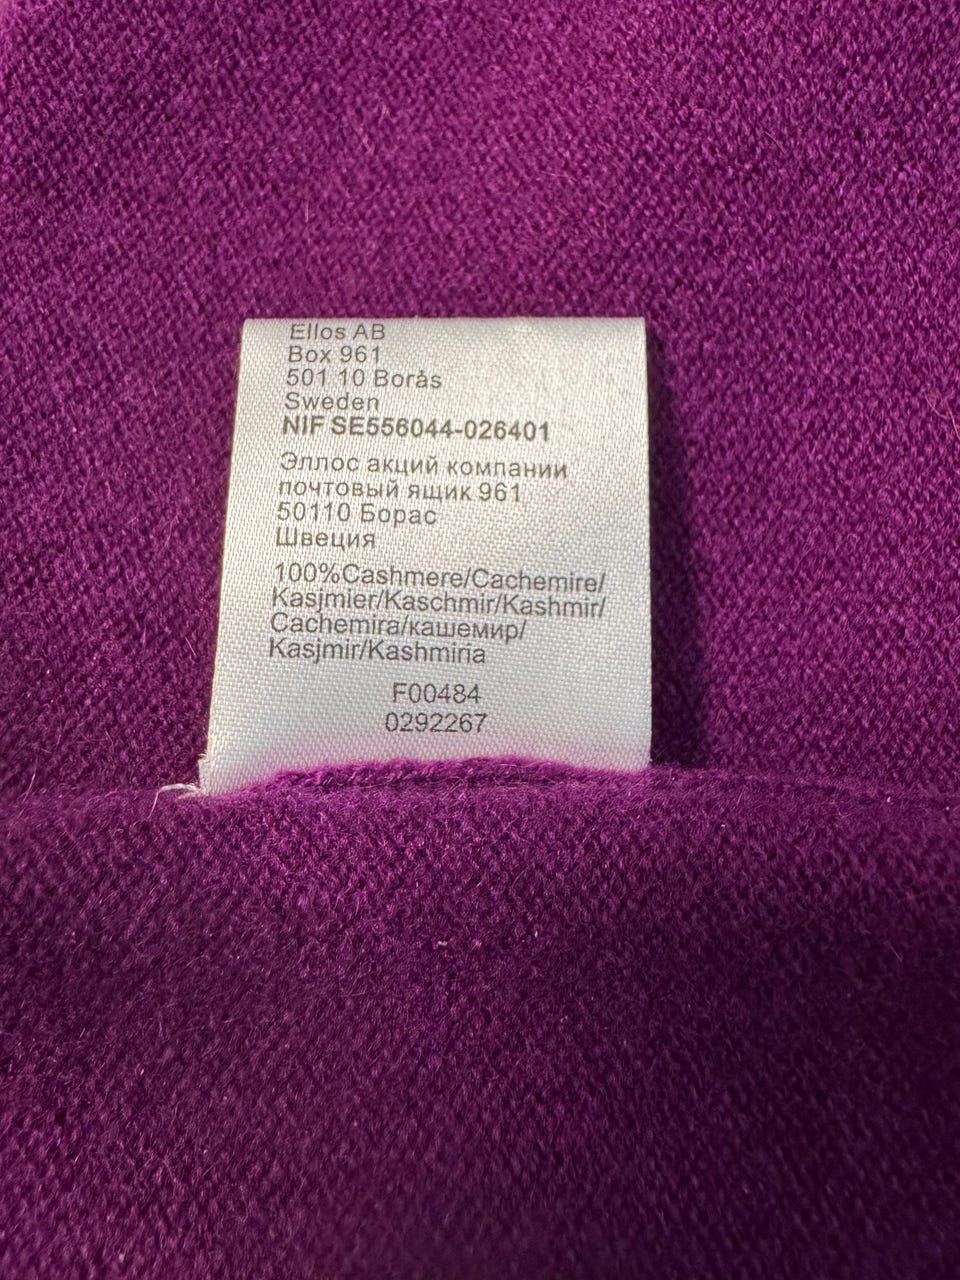 Ellos AB
Box 961
501 10 Borås
Sweden
NIF SE556044-026401
Эллос акций компании
почтовый ящик 961
50110 Борас
Швеция
100%Cashmere/Cachemire/
Kasjmier/Kaschmir/Kashmir/
Cachemira/кашемир/
Kasjmir/Kashmiria
F00484
0292267